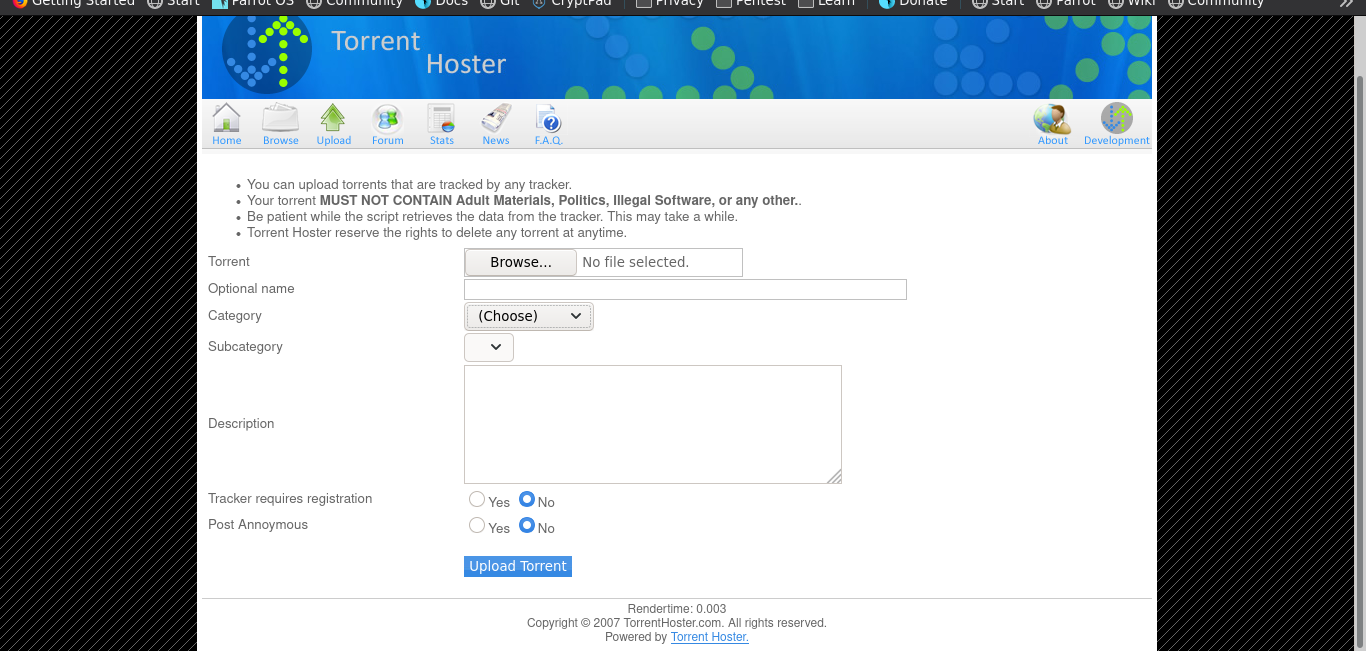 Getting Started Start Parrot OS Community Docs Git CryptPad Privacy Pentest Learn Donate Start Parrot Wiki Community
Torrent
Hoster
Home Browse Upload Forum Stats News F.A.Q. About Development
You can upload torrents that are tracked by any tracker.
Your torrent MUST NOT CONTAIN Adult Materials, Politics, Illegal Software, or any other..
Be patient while the script retrieves the data from the tracker. This may take a while.
Torrent Hoster reserve the rights to delete any torrent at anytime.
Torrent Browse... No file selected.
Optional name
Category (Choose)
Subcategory
Description
Tracker requires registration Yes No
Post Annoymous Yes No
Upload Torrent
Rendertime: 0.003
Copyright © 2007 TorrentHoster.com. All rights reserved.
Powered by Torrent Hoster.